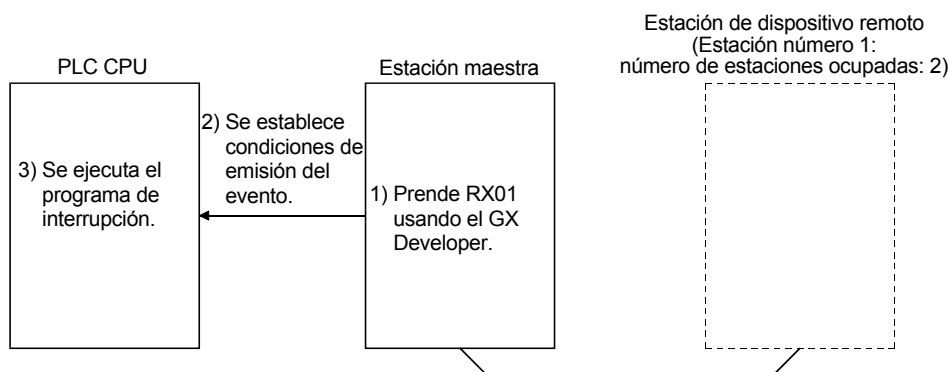 Estación de dispositivo remoto
(Estación número 1:
número de estaciones ocupadas: 2)
PLC CPU
Estación maestra
2) Se establece
condiciones de
emisión del
evento.
3) Se ejecuta el
programa de
interrupción.
1) Prende RX01
usando el GX
Developer.